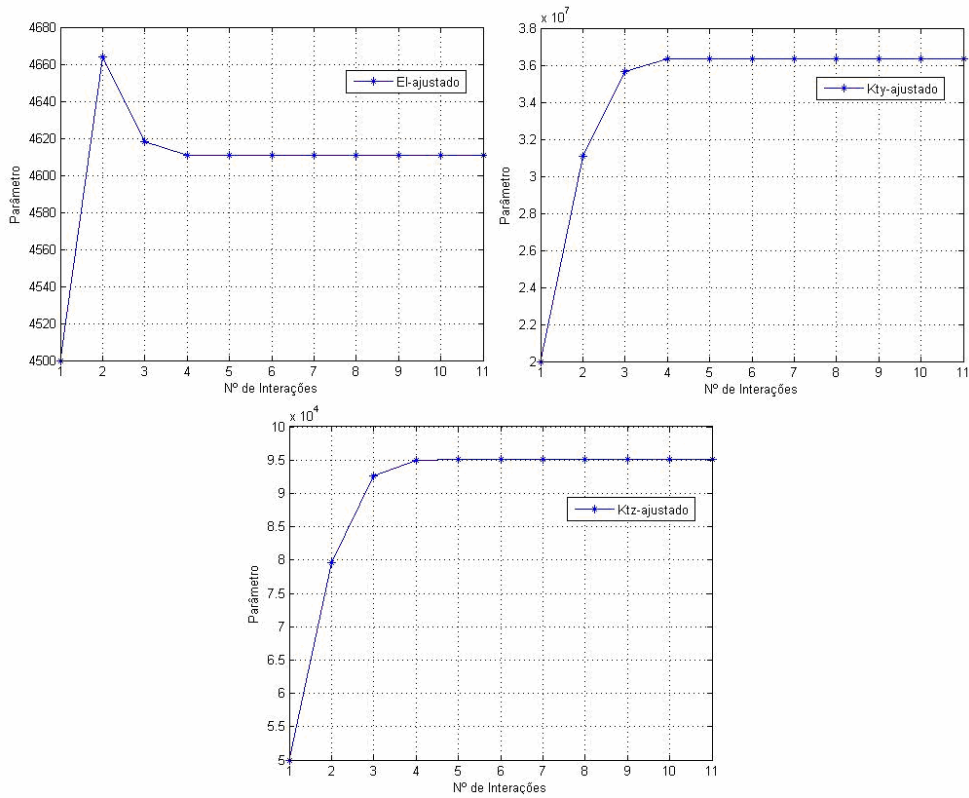 4680
4660
4640
4620
4600
4580
4560
4540
4520
4500
Parâmetro
EI-ajustado
1 2 3 4 5 6 7 8 9 10 11
Nº de Interações
x 10^7
3.8
3.6
3.4
3.2
3
2.8
2.6
2.4
2.2
2
Parâmetro
Kty-ajustado
1 2 3 4 5 6 7 8 9 10 11
Nº de Interações
x 10^4
10
9.5
9
8.5
8
7.5
7
6.5
6
5.5
5
Parâmetro
Ktz-ajustado
1 2 3 4 5 6 7 8 9 10 11
Nº de Interações